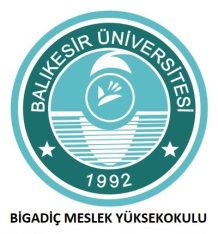 BALIKESİR ÜNİVERSİTESİ
1992
BİGADİÇ MESLEK YÜKSEKOKULU